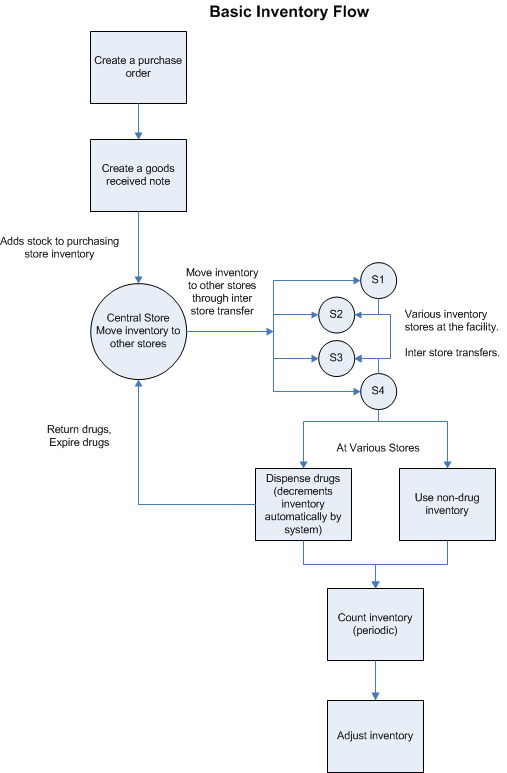 Basic Inventory Flow
Create a purchase
order
Create a goods
received note
Adds stock to purchasing
store inventory
Central Store
Move inventory to
other stores
Move inventory
to other stores
through inter
store transfer
S1
S2
S3
S4
Various inventory
stores at the facility.
Inter store transfers.
Return drugs,
Expire drugs
At Various Stores
Dispense drugs
(decrements
inventory
automatically by
system)
Use non-drug
inventory
Count inventory
(periodic)
Adjust inventory